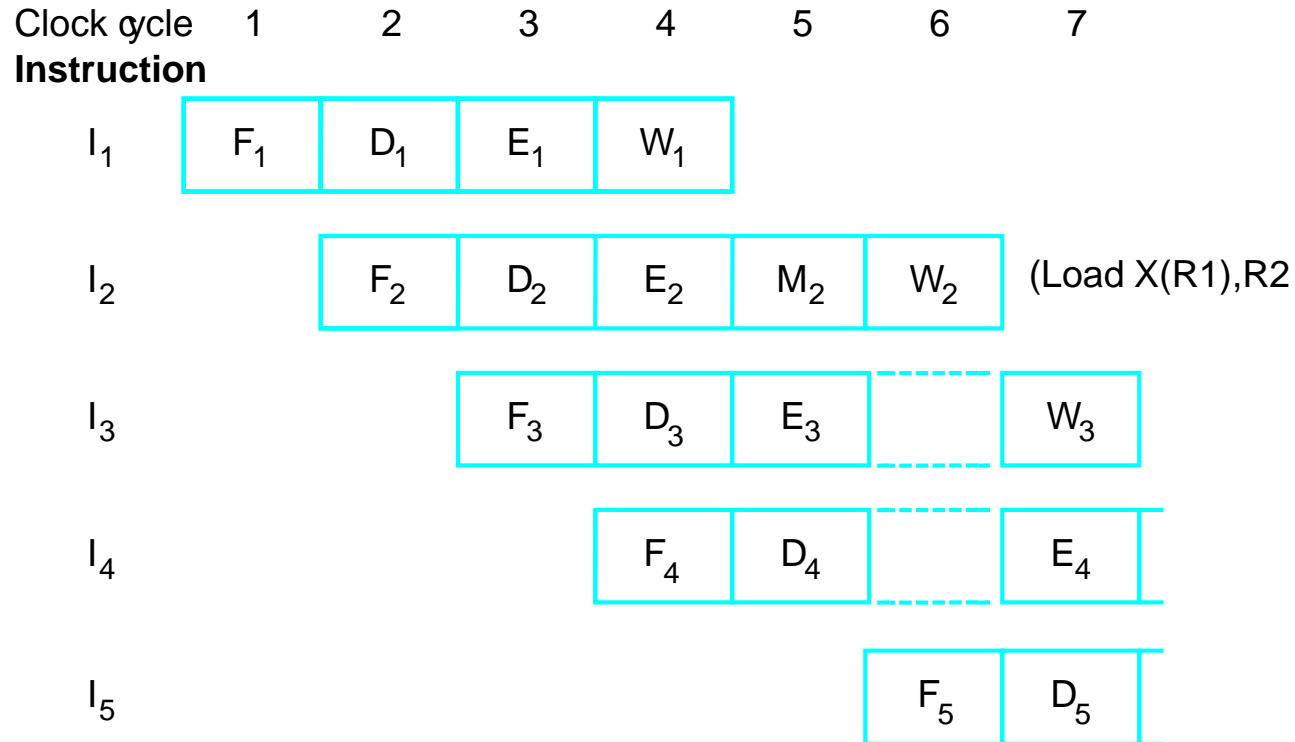 Clock cycle 1 2 3 4 5 6 7
Instruction
I1 F1 D1 E1 W1
I2 F2 D2 E2 M2 W2 (Load X(R1),R2
I3 F3 D3 E3 W3
I4 F4 D4 E4
I5 F5 D5